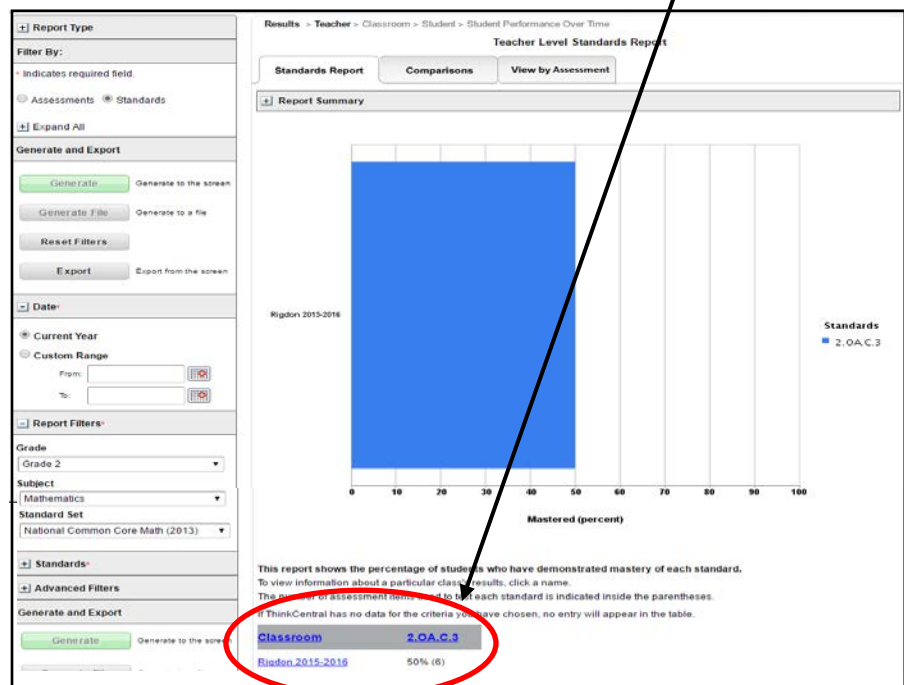 Report Type
Filter By:
* Indicates required field.
Assessments Standards
Expand All
Generate and Export
Generate Generate to the screen
Generate File Generate to a file
Reset Filters
Export Export from the screen
Date*
Current Year
Custom Range
From:
To:
Report Filters*
Grade
Grade 2
Subject
Mathematics
Standard Set
National Common Core Math (2013)
Standards*
Advanced Filters
Generate and Export
Generate Generate to the screen
Results > Teacher > Classroom > Student > Student Performance Over Time
Teacher Level Standards Report
Standards Report Comparisons View by Assessment
Report Summary
Rigdon 2015-2016
0 10 20 30 40 50 60 70 80 90 100
Mastered (percent)
Standards
2.OA.C.3
This report shows the percentage of students who have demonstrated mastery of each standard.
To view information about a particular class's results, click a name.
The number of assessment items used to test each standard is indicated inside the parentheses.
If ThinkCentral has no data for the criteria you have chosen, no entry will appear in the table.
Classroom 2.OA.C.3
Rigdon 2015-2016 50% (6)